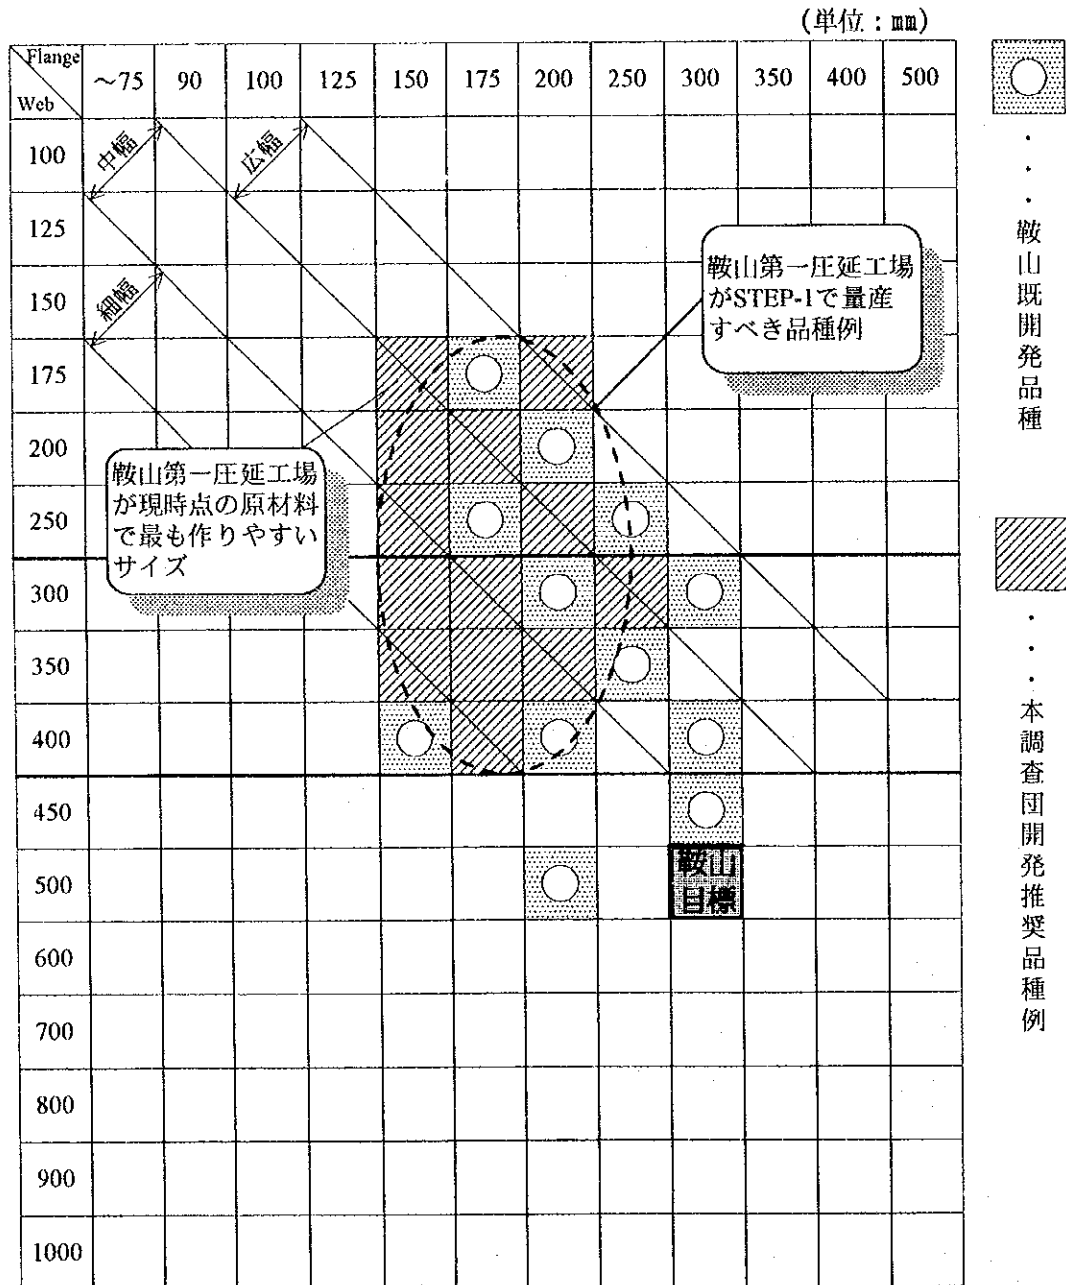 (単位：mm)
Flange
Web
～75 90 100 125 150 175 200 250 300 350 400 500
100
中幅
広幅
125
150
細幅
鞍山第一圧延工場
がSTEP-1で量産
すべき品種例
175
200
鞍山第一圧延工場
が現時点の原材料
で最も作りやすい
サイズ
250
300
350
400
450
500
鞍山
目標
600
700
800
900
1000
・・・鞍山既開発品種
・・・本調査団開発推奨品種例